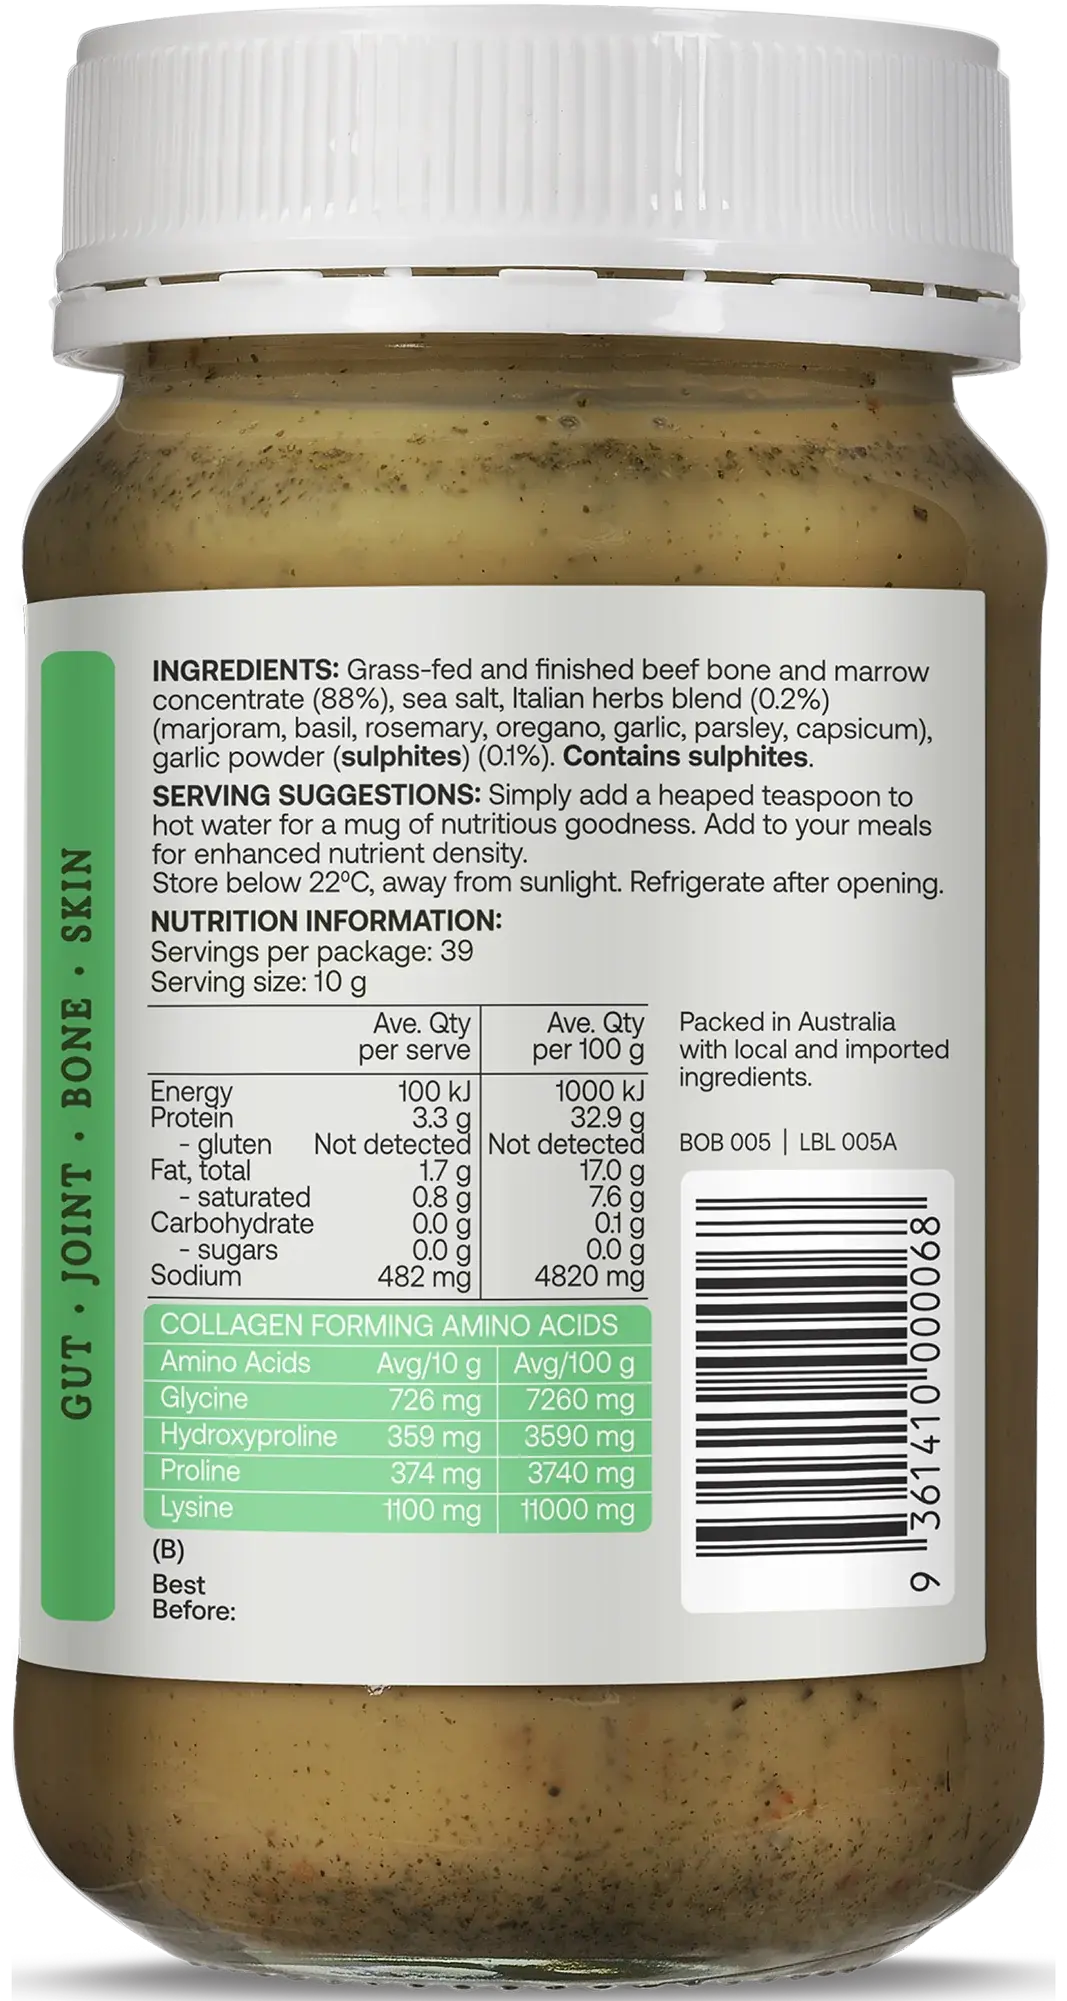 INGREDIENTS: Grass-fed and finished beef bone and marrow
concentrate (88%), sea salt, Italian herbs blend (0.2%)
(marjoram, basil, rosemary, oregano, garlic, parsley, capsicum),
garlic powder (sulphites) (0.1%). Contains sulphites.
SERVING SUGGESTIONS: Simply add a heaped teaspoon to
hot water for a mug of nutritious goodness. Add to your meals
for enhanced nutrient density.
Store below 22ºC, away from sunlight. Refrigerate after opening.
NUTRITION INFORMATION:
Servings per package: 39
Serving size: 10 g
Ave. Qty per serve Ave. Qty per 100 g
Energy 100 kJ 1000 kJ
Protein 3.3 g 32.9 g
- gluten Not detected Not detected
Fat, total 1.7 g 17.0 g
- saturated 0.8 g 7.6 g
Carbohydrate 0.0 g 0.1 g
- sugars 0.0 g 0.0 g
Sodium 482 mg 4820 mg
COLLAGEN FORMING AMINO ACIDS
Amino Acids Avg/10 g Avg/100 g
Glycine 726 mg 7260 mg
Hydroxyproline 359 mg 3590 mg
Proline 374 mg 3740 mg
Lysine 1100 mg 11000 mg
(B)
Best
Before:
Packed in Australia
with local and imported
ingredients.
BOB 005 | LBL 005A
9 361410 000068
GUT • JOINT • BONE • SKIN